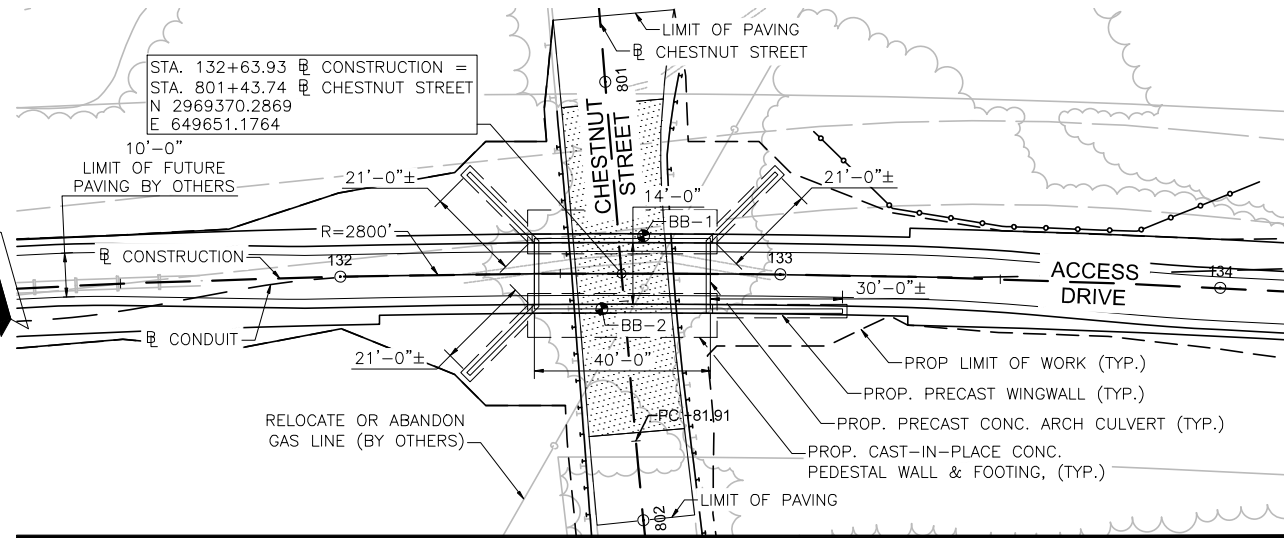 LIMIT OF PAVING
℄ CHESTNUT STREET
801
STA. 132+63.93 ℄ CONSTRUCTION =
STA. 801+43.74 ℄ CHESTNUT STREET
N 2969370.2869
E 649651.1764
CHESTNUT
STREET
10'-0"
LIMIT OF FUTURE
PAVING BY OTHERS
21'-0"±
14'-0"
21'-0"±
BB-1
R=2800'
℄ CONSTRUCTION
132
133
ACCESS
DRIVE
134
30'-0"±
BB-2
℄ CONDUIT
21'-0"±
40'-0"
PROP LIMIT OF WORK (TYP.)
PROP. PRECAST WINGWALL (TYP.)
PC +81.91
RELOCATE OR ABANDON
GAS LINE (BY OTHERS)
PROP. PRECAST CONC. ARCH CULVERT (TYP.)
PROP. CAST-IN-PLACE CONC.
PEDESTAL WALL & FOOTING, (TYP.)
LIMIT OF PAVING
802